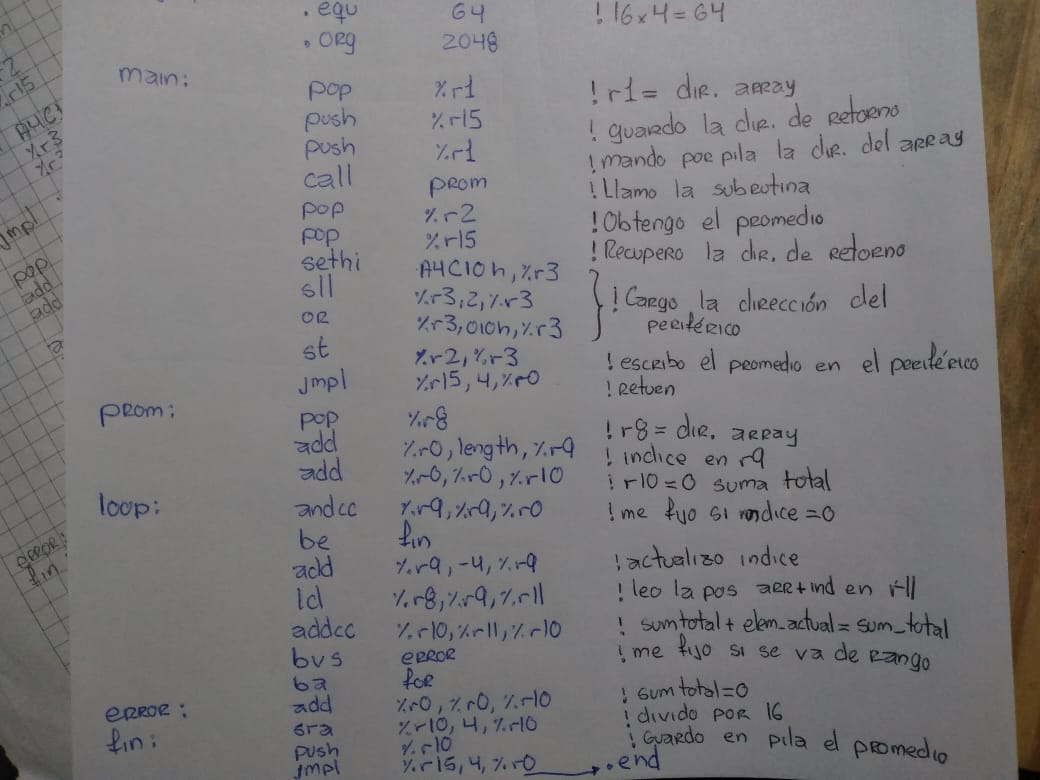 .equ 64 !16x4=64
.org 2048
main:
pop %r1 !r1= dir. array
push %r15 !guardo la dir. de retorno
push %r1 !mando por pila la dir. del array
call prom !Llamo la subrutina
pop %r2 !Obtengo el promedio
pop %r15 !Recupero la dir. de retorno
sethi A4C10h,%r3
sll %r3,2,%r3 !Cargo la dirección del
or %r3,010h,%r3 periférico
st %r2,%r3 !escribo el promedio en el periférico
jmpl %r15,4,%r0 !retuen
prom:
pop %r8 !r8= dir. array
add %r0,length,%r9 !indice en r9
add %r0,%r0,%r10 !r10=0 suma total
loop: andcc %r9,%r9,%r0 !me fijo si indice=0
be fin
add %r9,-4,%r9 !actualizo indice
ld %r8,%r9,%r11 !leo la pos arr+ind en r11
addcc %r10,%r11,%r10 !sumtotal+elem_actual=sum_total
bvs error !me fijo si se va de rango
ba for
error: add %r0,%r0,%r10 !sumtotal=0
fin: sra %r10,4,%r10 !divido por 16
push %r10 !Guardo en pila el promedio
jmpl %r15,4,%r0 .end
r2
%r15
A4C1
%r3
jmpl
pop
add
add
error:
fin